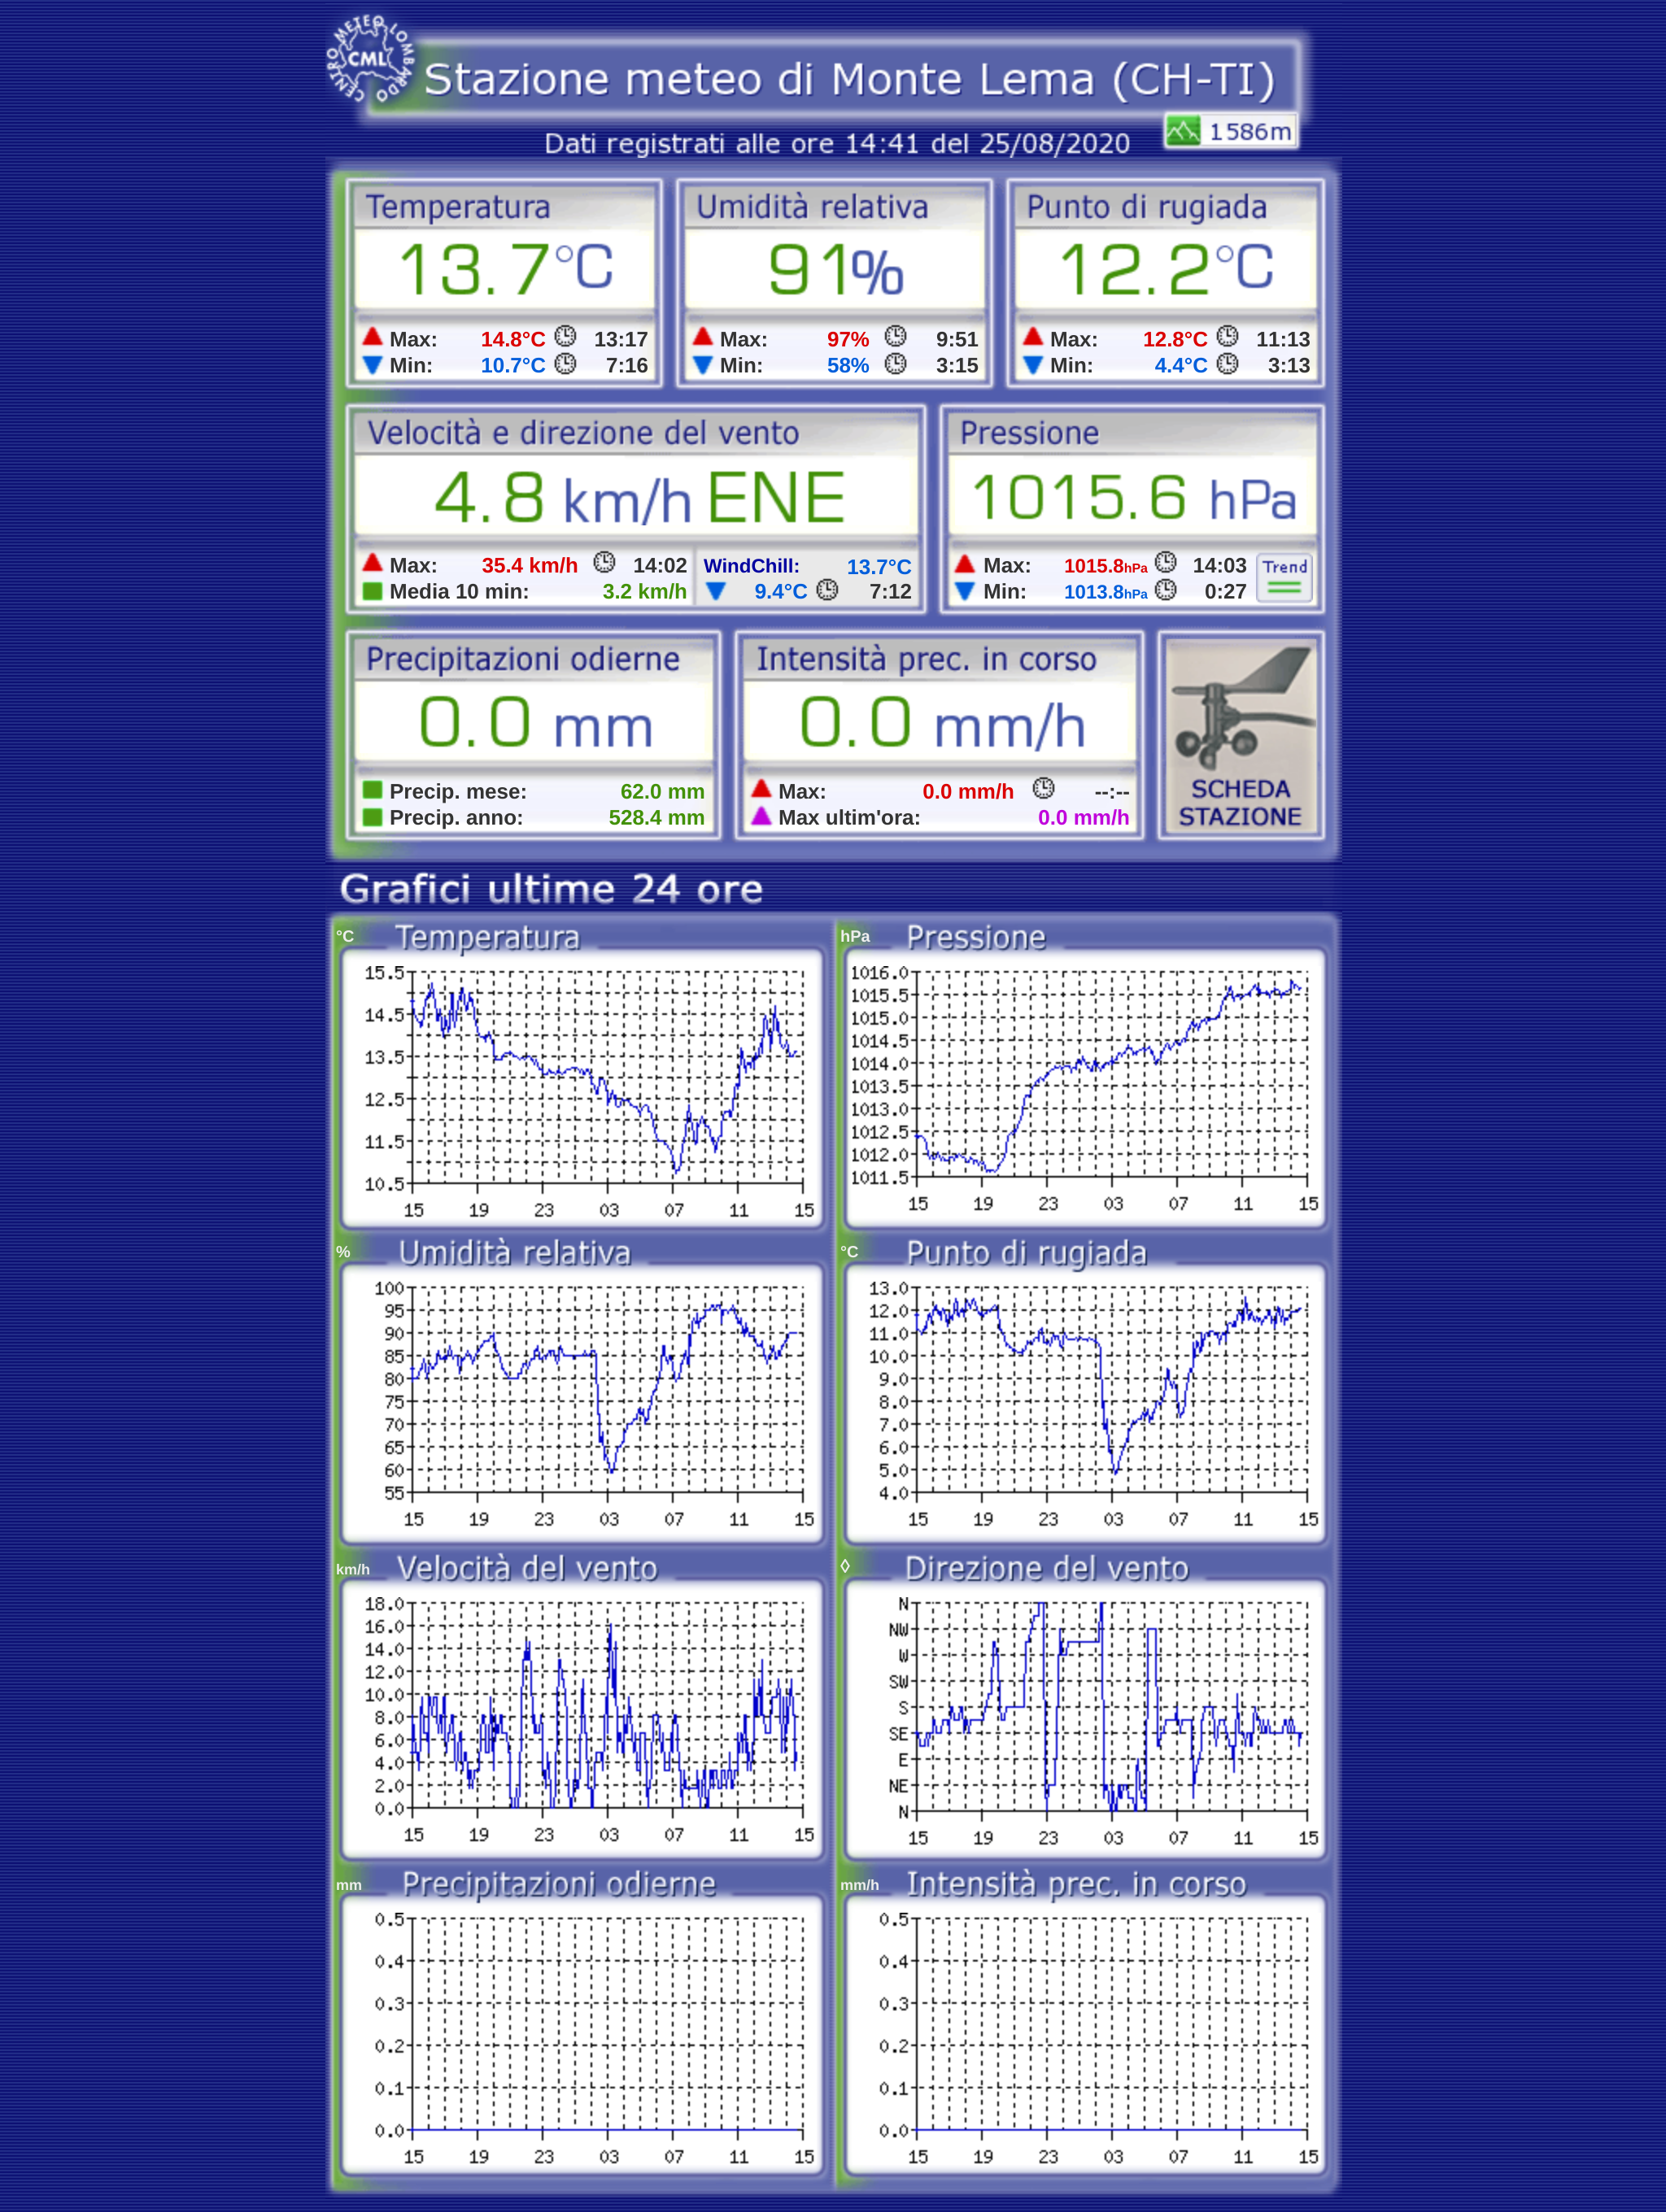 CENTRO METEO LOMBARDO
CML
Stazione meteo di Monte Lema (CH-TI)
Dati registrati alle ore 14:41 del 25/08/2020
1586m
Temperatura
13.7°C
Max: 14.8°C 13:17
Min: 10.7°C 7:16
Umidità relativa
91%
Max: 97% 9:51
Min: 58% 3:15
Punto di rugiada
12.2°C
Max: 12.8°C 11:13
Min: 4.4°C 3:13
Velocità e direzione del vento
4.8 km/h ENE
Max: 35.4 km/h 14:02
Media 10 min: 3.2 km/h
WindChill: 13.7°C
9.4°C 7:12
Pressione
1015.6 hPa
Max: 1015.8hPa 14:03
Min: 1013.8hPa 0:27
Trend
Precipitazioni odierne
0.0 mm
Precip. mese: 62.0 mm
Precip. anno: 528.4 mm
Intensità prec. in corso
0.0 mm/h
Max: 0.0 mm/h --:--
Max ultim'ora: 0.0 mm/h
SCHEDA
STAZIONE
Grafici ultime 24 ore
°C Temperatura
15.5
14.5
13.5
12.5
11.5
10.5
15 19 23 03 07 11 15
hPa Pressione
1016.0
1015.5
1015.0
1014.5
1014.0
1013.5
1013.0
1012.5
1012.0
1011.5
15 19 23 03 07 11 15
% Umidità relativa
100
95
90
85
80
75
70
65
60
55
15 19 23 03 07 11 15
°C Punto di rugiada
13.0
12.0
11.0
10.0
9.0
8.0
7.0
6.0
5.0
4.0
15 19 23 03 07 11 15
km/h Velocità del vento
18.0
16.0
14.0
12.0
10.0
8.0
6.0
4.0
2.0
0.0
15 19 23 03 07 11 15
◊ Direzione del vento
N
NW
W
SW
S
SE
E
NE
N
15 19 23 03 07 11 15
mm Precipitazioni odierne
0.5
0.4
0.3
0.2
0.1
0.0
15 19 23 03 07 11 15
mm/h Intensità prec. in corso
0.5
0.4
0.3
0.2
0.1
0.0
15 19 23 03 07 11 15